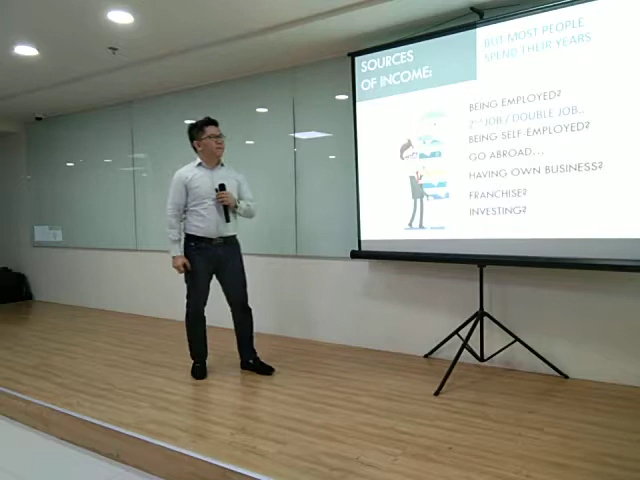 SOURCES
OF INCOME:
BUT MOST PEOPLE
SPEND THEIR YEARS
BEING EMPLOYED?
2ND JOB / DOUBLE JOB..
BEING SELF-EMPLOYED?
GO ABROAD...
HAVING OWN BUSINESS?
FRANCHISE?
INVESTING?